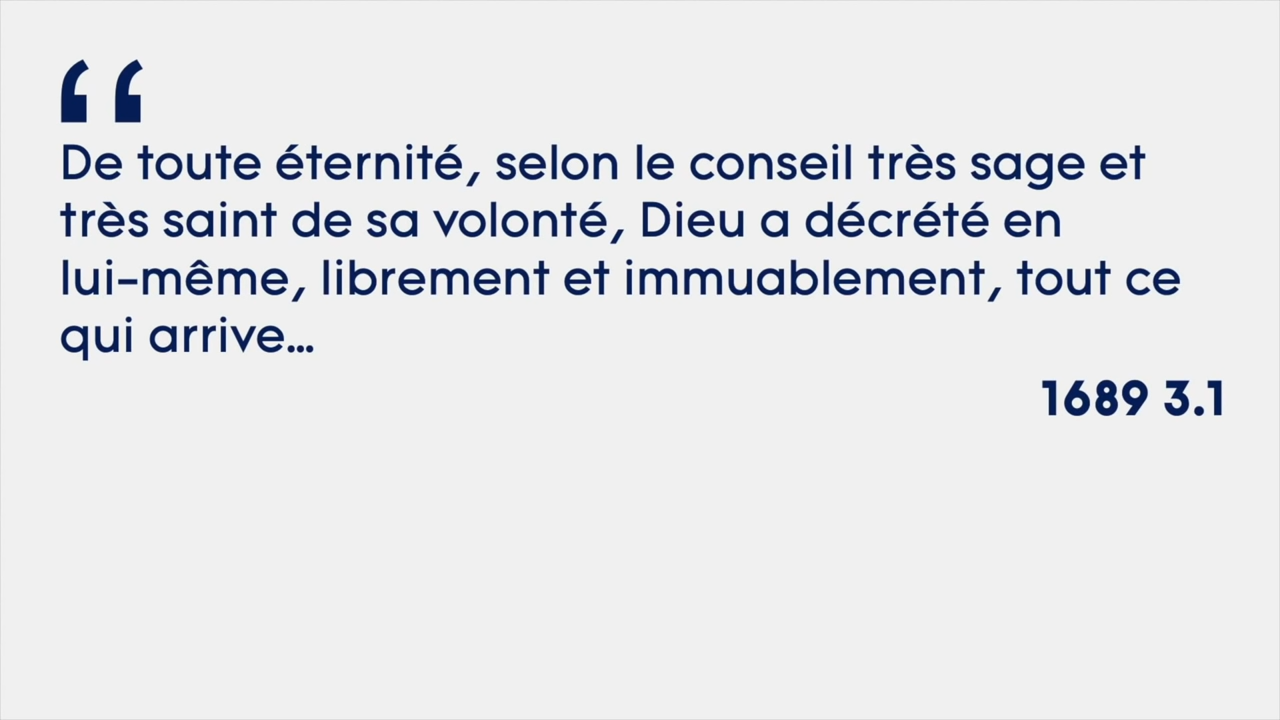 “
De toute éternité, selon le conseil très sage et
très saint de sa volonté, Dieu a décrété en
lui-même, librement et immuablement, tout ce
qui arrive…
1689 3.1